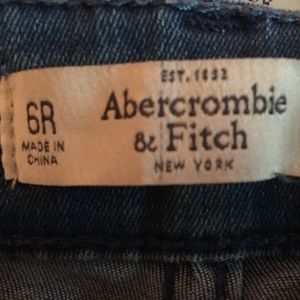 6R
MADE IN
CHINA
EST. 1892
Abercrombie
& Fitch
NEW YORK